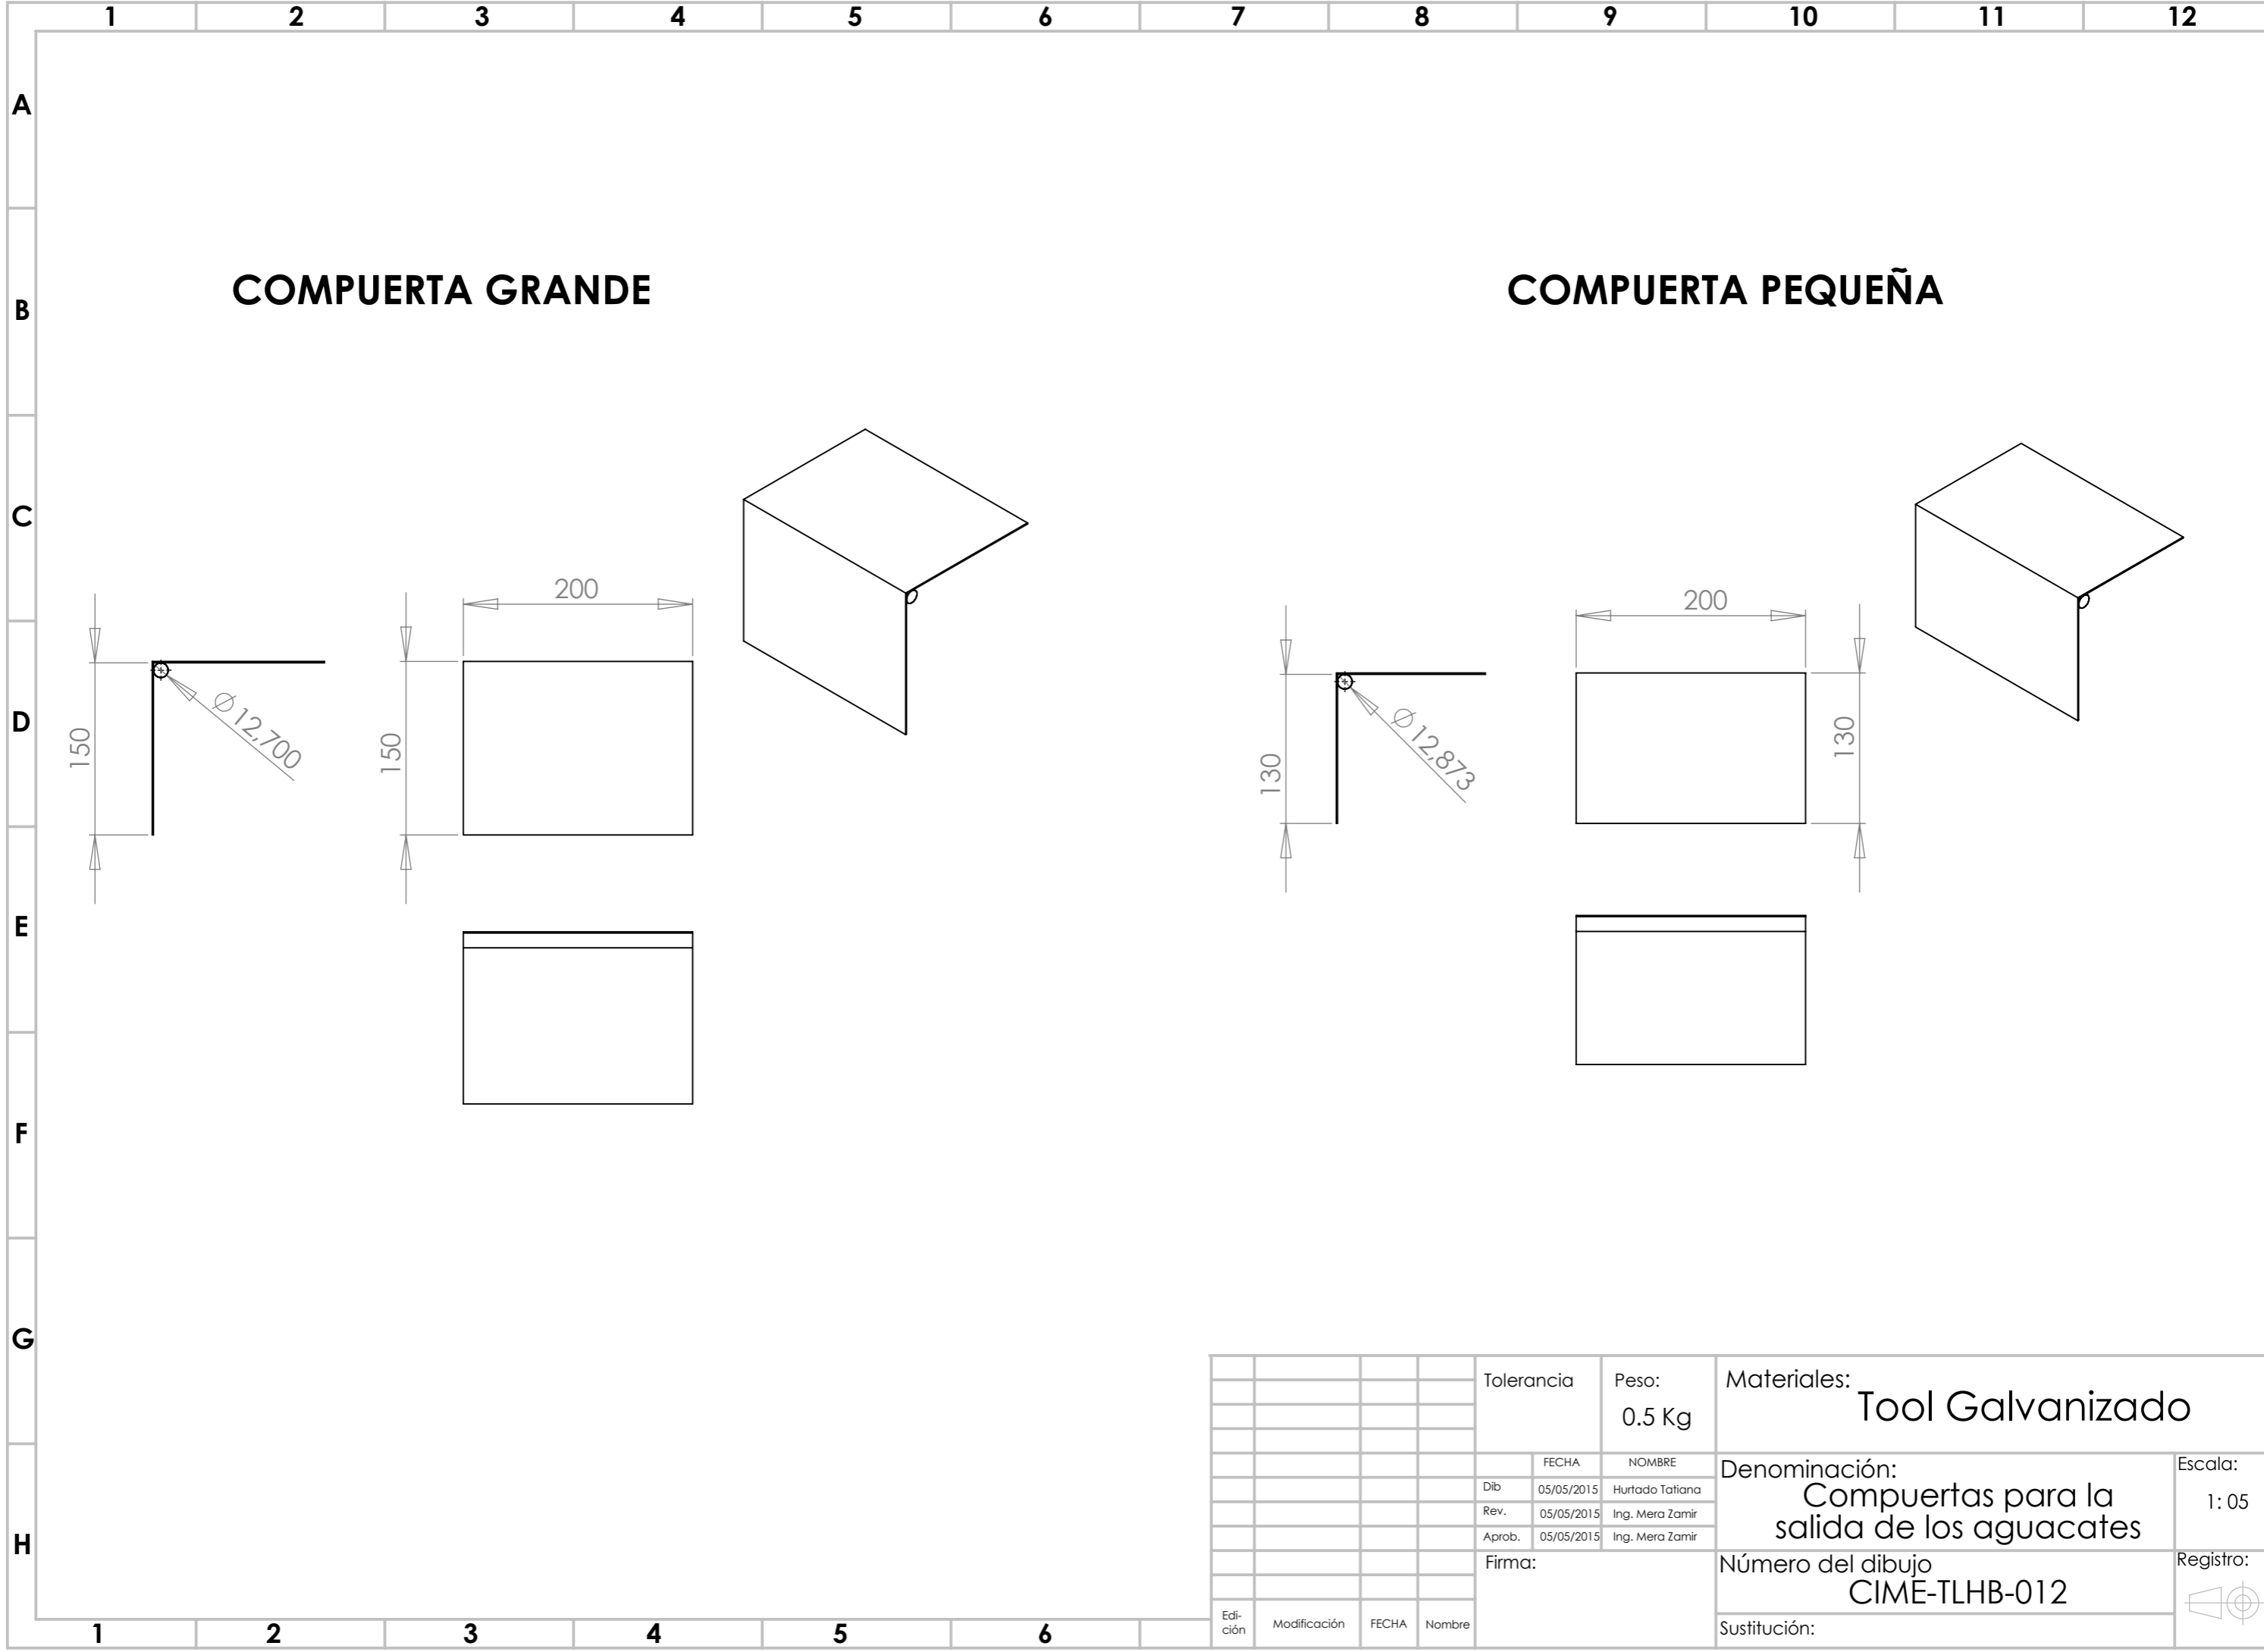 1 2 3 4 5 6 7 8 9 10 11 12
A
B
C
D
E
F
G
H
COMPUERTA GRANDE
COMPUERTA PEQUEÑA
200
150
150
Ø12,700
200
130
130
Ø12,873
Tolerancia
Peso:
0.5 Kg
Materiales:
Tool Galvanizado
FECHA NOMBRE
Dib 05/05/2015 Hurtado Tatiana
Rev. 05/05/2015 Ing. Mera Zamir
Aprob. 05/05/2015 Ing. Mera Zamir
Denominación:
Compuertas para la
salida de los aguacates
Escala:
1: 05
Firma:
Número del dibujo
CIME-TLHB-012
Registro:
Edi-
ción
Modificación FECHA Nombre
Sustitución:
1 2 3 4 5 6